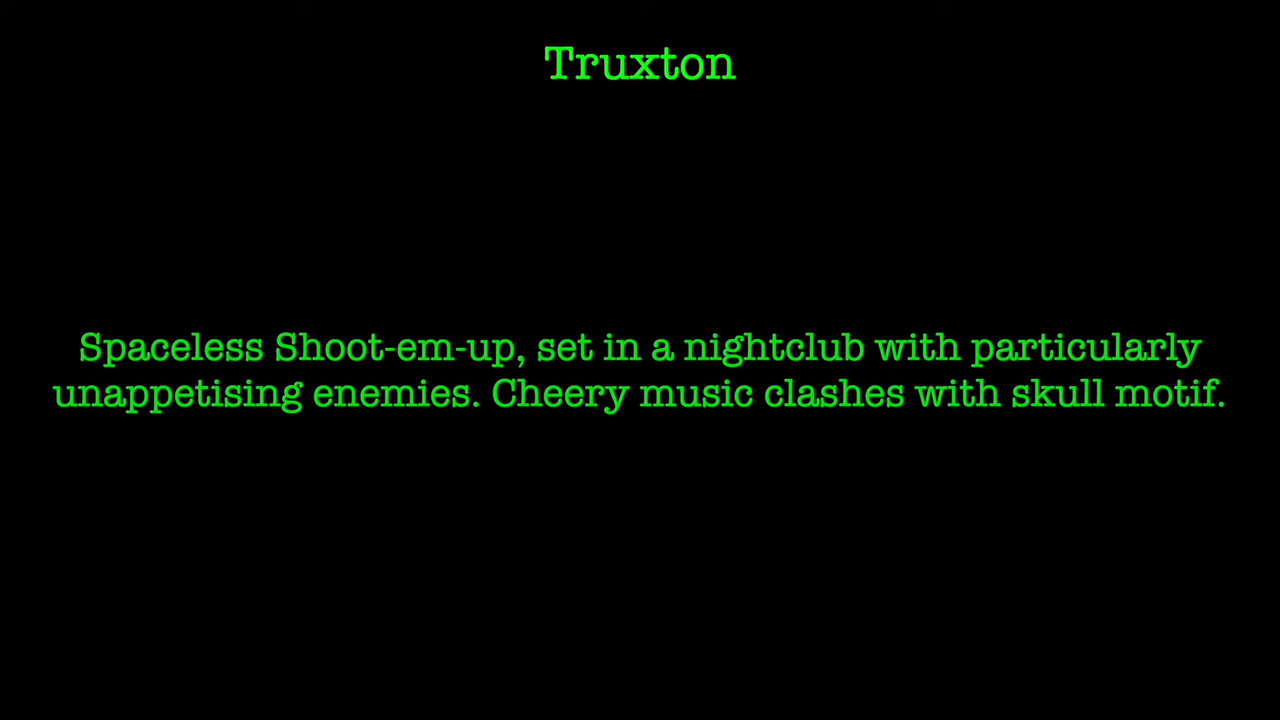 Truxton
Spaceless Shoot-em-up, set in a nightclub with particularly
unappetising enemies. Cheery music clashes with skull motif.